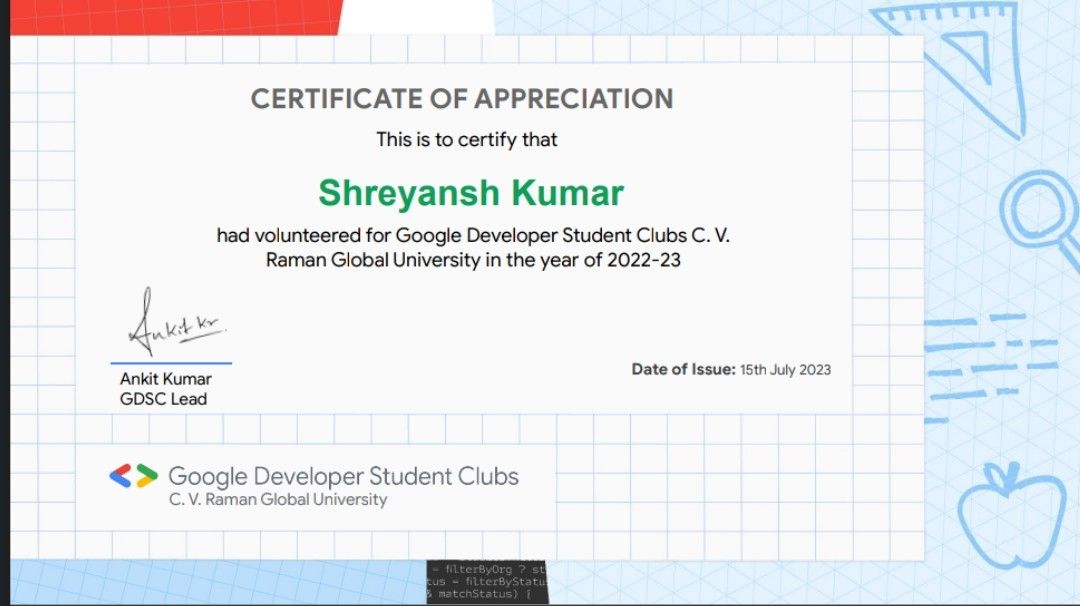 CERTIFICATE OF APPRECIATION
This is to certify that
Shreyansh Kumar
had volunteered for Google Developer Student Clubs C. V.
Raman Global University in the year of 2022-23
Ankit Kr.
Ankit Kumar
GDSC Lead
Date of Issue: 15th July 2023
Google Developer Student Clubs
C. V. Raman Global University
= filterByOrg ? st
tus = filterByStatu
& matchStatus) {